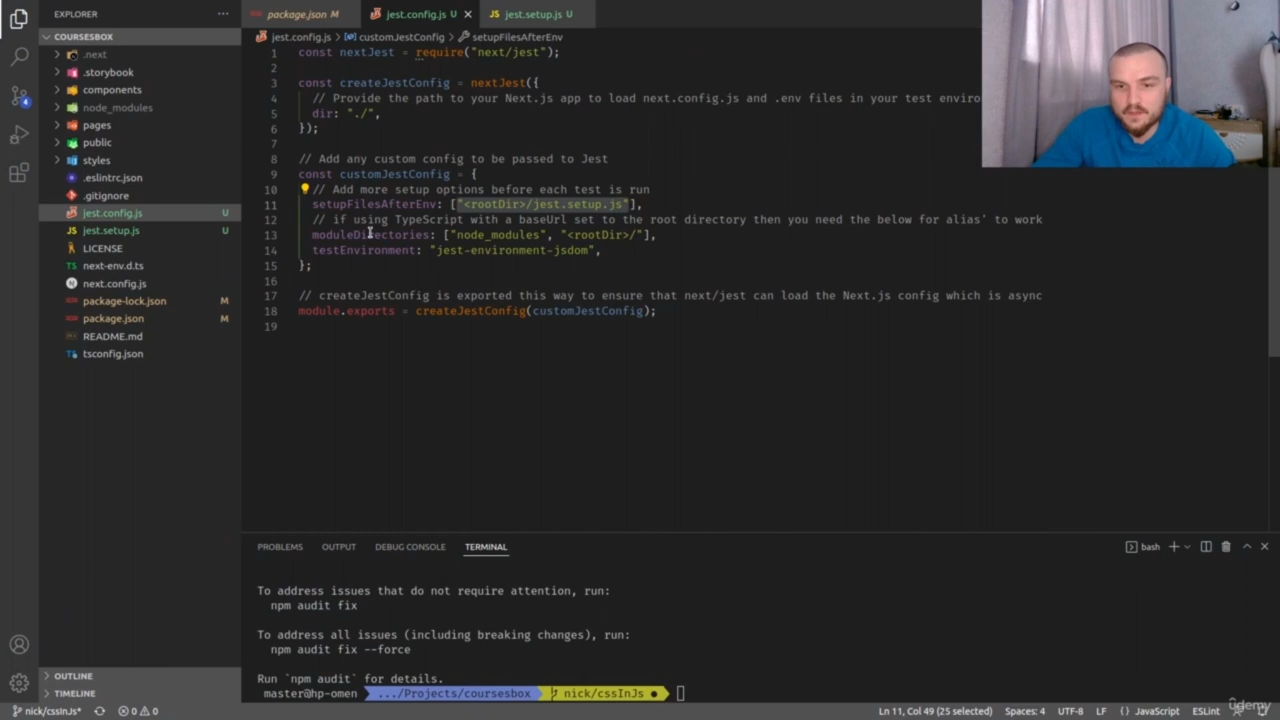 EXPLORER
package.json M
jest.config.js U
jest.setup.js U
COURSESBOX
jest.config.js > customJestConfig > setupFilesAfterEnv
.next
.storybook
components
node_modules
pages
public
styles
.eslintrc.json
.gitignore
jest.config.js U
jest.setup.js U
LICENSE
next-env.d.ts
next.config.js
package-lock.json M
package.json M
README.md
tsconfig.json
OUTLINE
TIMELINE
4
1 const nextJest = require("next/jest");
2
3 const createJestConfig = nextJest({
4 // Provide the path to your Next.js app to load next.config.js and .env files in your test enviro
5 dir: "./",
6 });
7
8 // Add any custom config to be passed to Jest
9 const customJestConfig = {
10 // Add more setup options before each test is run
11 setupFilesAfterEnv: ["<rootDir>/jest.setup.js"],
12 // if using TypeScript with a baseUrl set to the root directory then you need the below for alias' to work
13 moduleDirectories: ["node_modules", "<rootDir>/"],
14 testEnvironment: "jest-environment-jsdom",
15 };
16
17 // createJestConfig is exported this way to ensure that next/jest can load the Next.js config which is async
18 module.exports = createJestConfig(customJestConfig);
19
PROBLEMS OUTPUT DEBUG CONSOLE TERMINAL
bash
To address issues that do not require attention, run:
npm audit fix
To address all issues (including breaking changes), run:
npm audit fix --force
Run `npm audit` for details.
master@hp-omen .../Projects/coursesbox nick/cssInJs ●
nick/cssInJs* 0 0 Ln 11, Col 49 (25 selected) Spaces: 4 UTF-8 LF {} JavaScript ESLint
udemy